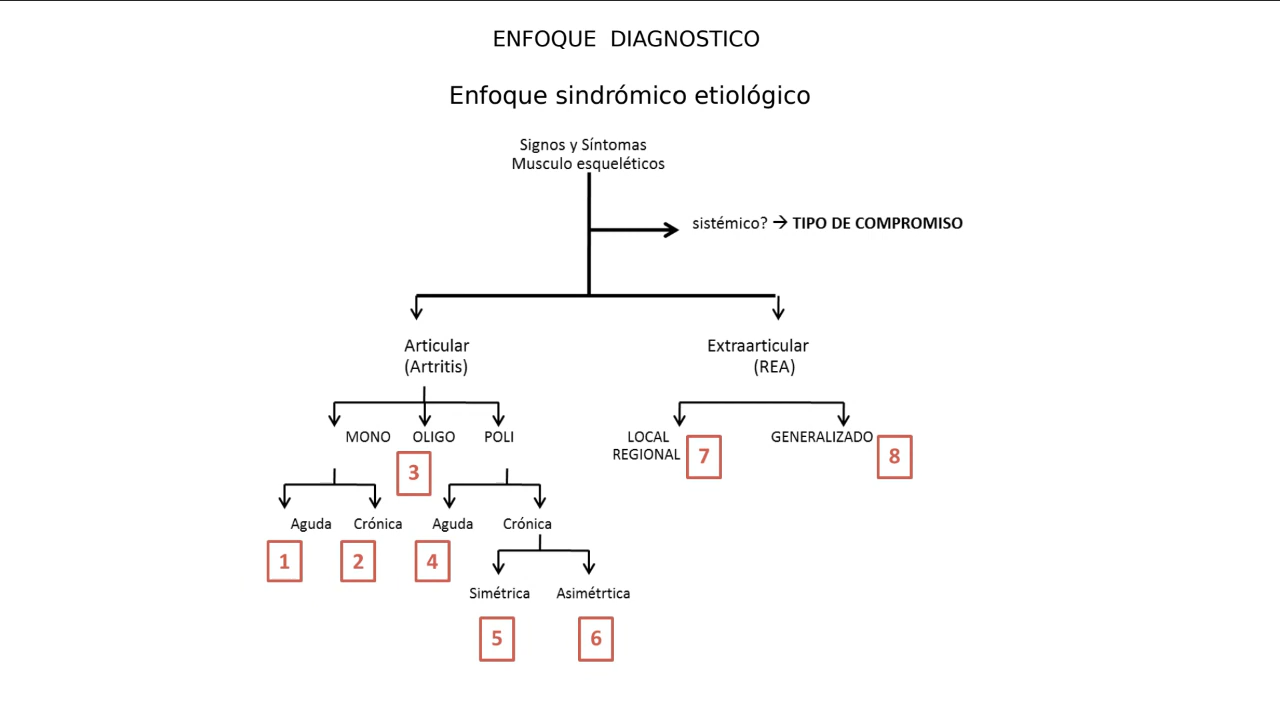 ENFOQUE DIAGNOSTICO
Enfoque sindrómico etiológico
Signos y Síntomas
Musculo esqueléticos
sistémico? → TIPO DE COMPROMISO
Articular
(Artritis)
Extraarticular
(REA)
MONO OLIGO POLI
LOCAL
REGIONAL
GENERALIZADO
7
8
3
Aguda Crónica Aguda Crónica
1 2 4
Simétrica Asimétrtica
5 6